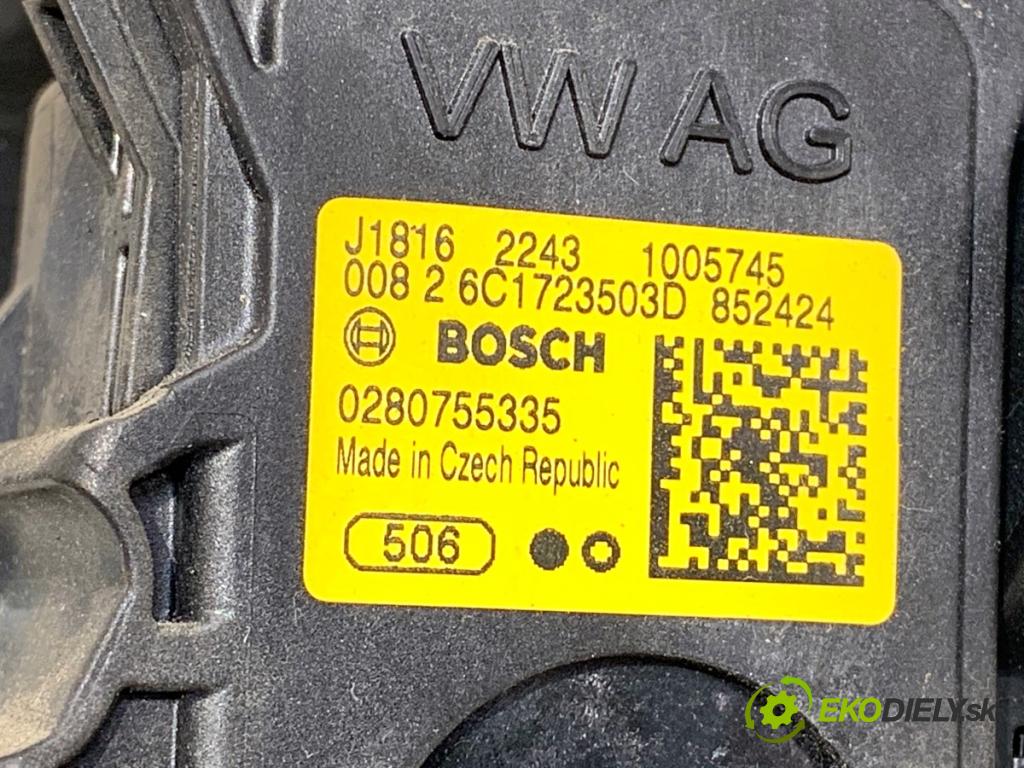 VW AG
J1816 2243 1005745
008 2 6C1723503D 852424
BOSCH
0280755335
Made in Czech Republic
506
EKODIELY.sk